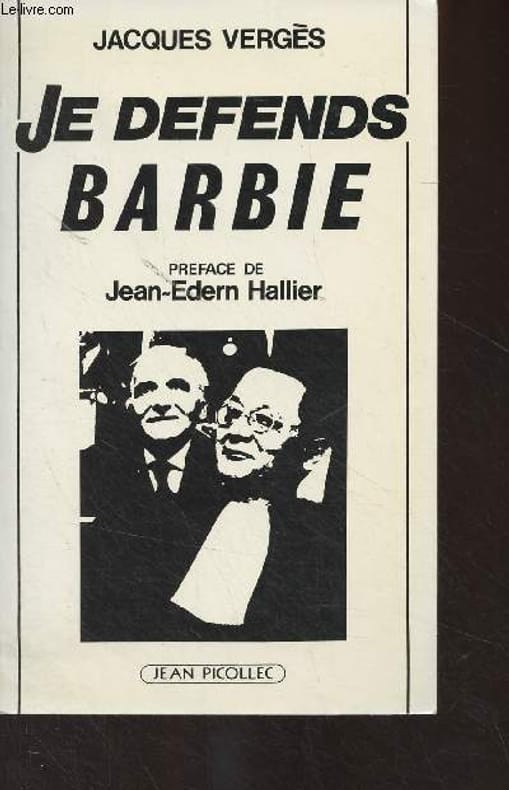 Le-livre.com
JACQUES VERGÈS
JE DEFENDS
BARBIE
PREFACE DE
Jean-Edern Hallier
JEAN PICOLLEC